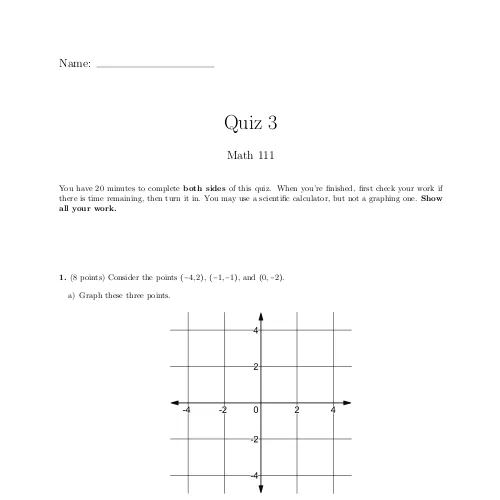 Name:
Quiz 3
Math 111
You have 20 minutes to complete both sides of this quiz. When you're finished, first check your work if
there is time remaining, then turn it in. You may use a scientific calculator, but not a graphing one. Show
all your work.
1. (8 points) Consider the points (−4,2), (−1,−1), and (0,−2).
a) Graph these three points.
4
2
-4 -2 0 2 4
-2
-4